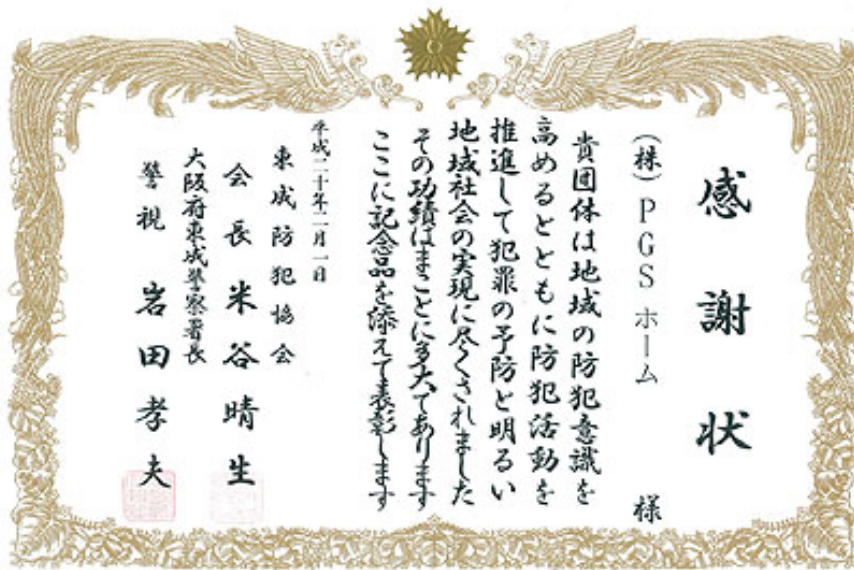 感謝状
(株)PGSホーム 様
貴団体は地域の防犯意識を
高めるとともに防犯活動を
推進して犯罪の予防と明るい
地域社会の実現に尽くされました
その功績はまことに多大であります
ここに記念品を添えて表彰します
平成二十年二月一日
東成防犯協会
会長 米谷晴生
大阪府東成警察署長
警視 岩田孝夫